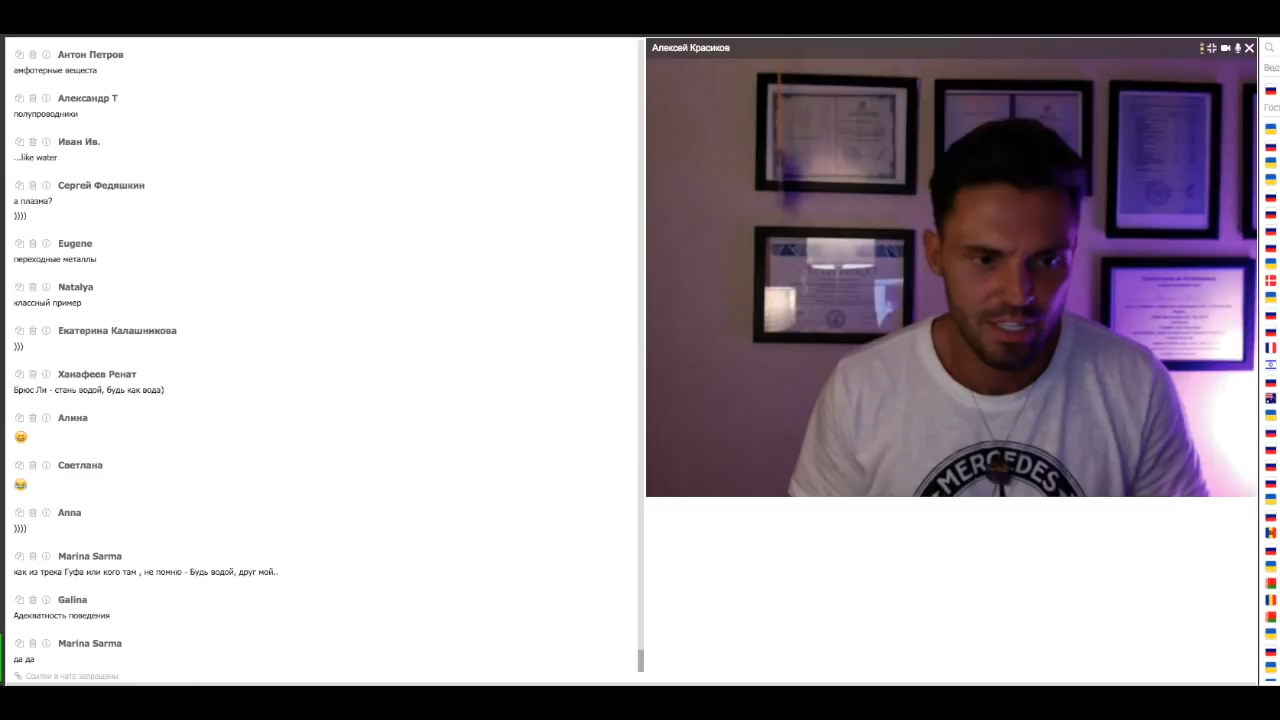 Антон Петров
амфотерные вещеста
Александр Т
полупроводники
Иван Ив.
...like water
Сергей Федяшкин
а плазма?
))))
Eugene
переходные металлы
Natalya
классный пример
Екатерина Калашникова
)))
Ханафеев Ренат
Брюс Ли - стань водой, будь как вода)
Алина
Светлана
Anna
))))
Marina Sarma
как из трека Гуфа или кого там , не помню - Будь водой, друг мой..
Galina
Адекватность поведения
Marina Sarma
да да
Ссылки в чате запрещены
Алексей Красиков
MERCEDES
Вед
Гост